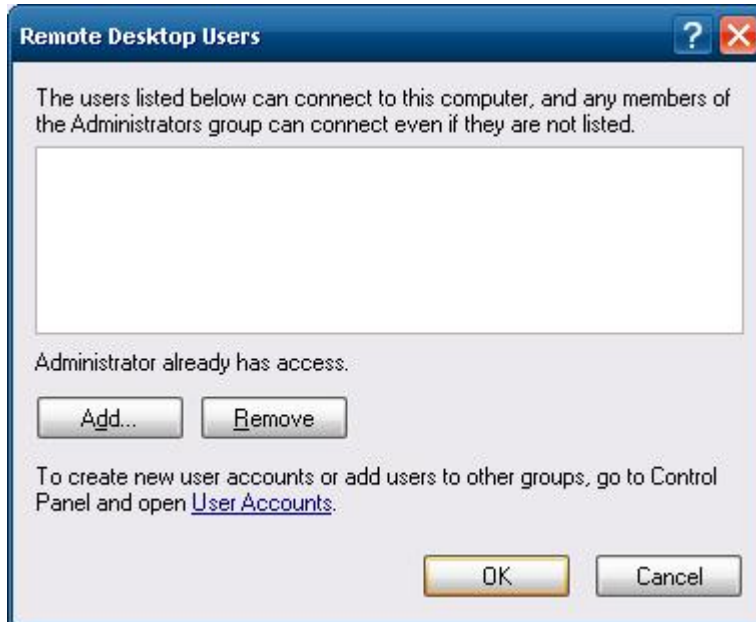 Remote Desktop Users
The users listed below can connect to this computer, and any members of
the Administrators group can connect even if they are not listed.
Administrator already has access.
Add... Remove
To create new user accounts or add users to other groups, go to Control
Panel and open User Accounts.
OK Cancel